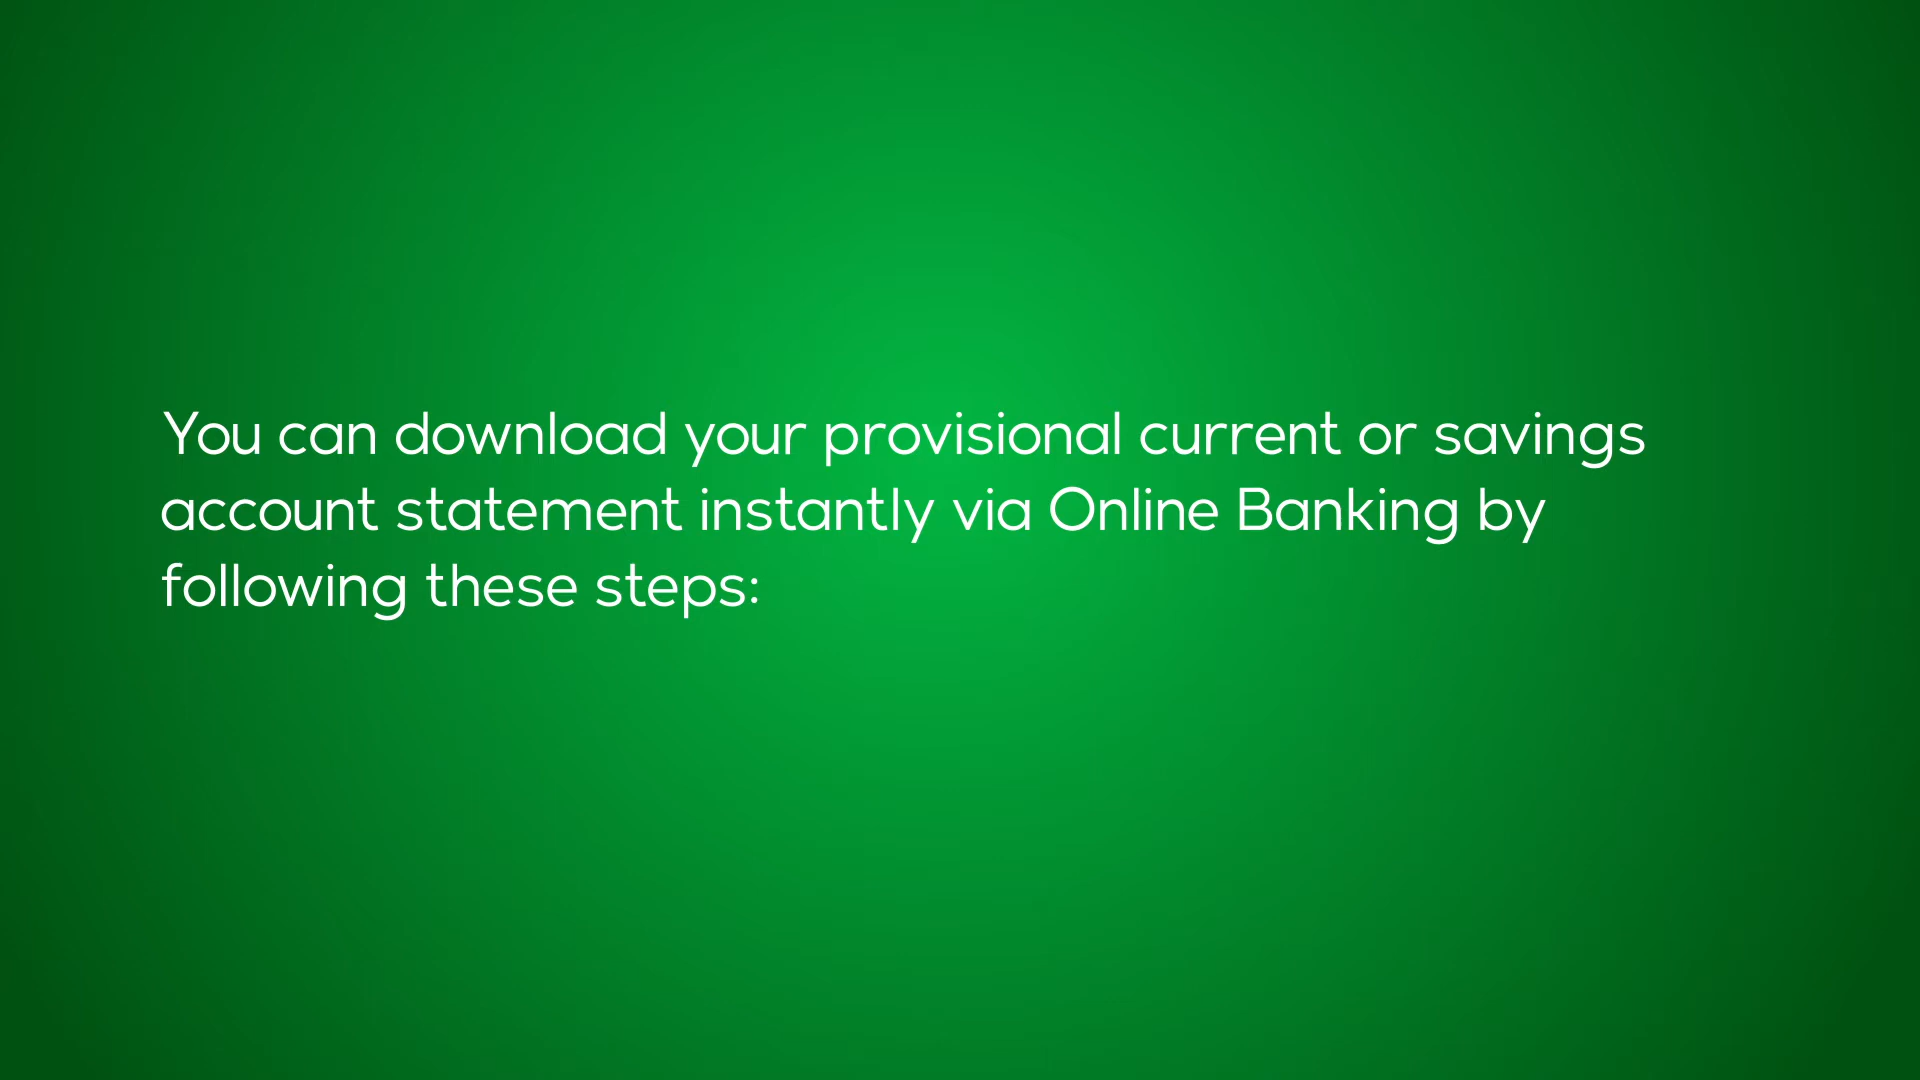 You can download your provisional current or savings
account statement instantly via Online Banking by
following these steps: